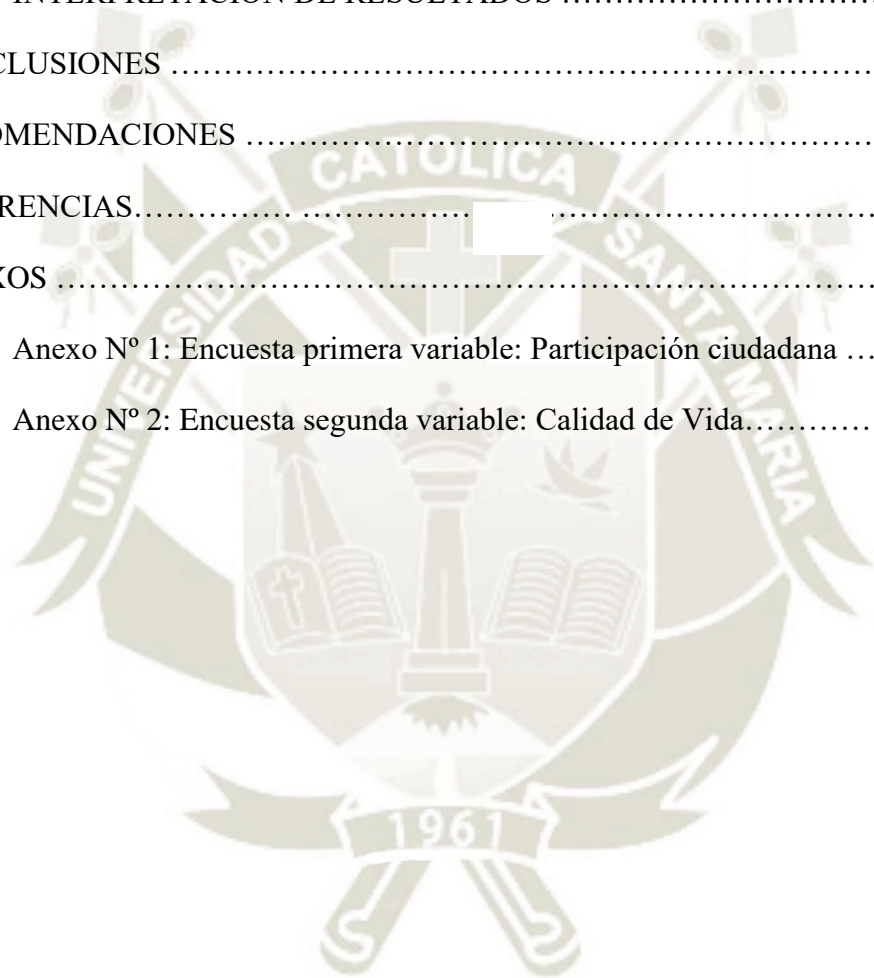 INTERPRETACIÓN DE RESULTADOS ……………………………
CLUSIONES ……………………………………………………………
OMENDACIONES ……………………………………………………
RENCIAS…………… ………………. ……………………………
XOS ………………………………………………………………………
Anexo Nº 1: Encuesta primera variable: Participación ciudadana …
Anexo Nº 2: Encuesta segunda variable: Calidad de Vida…………
UNIVERSIDAD CATOLICA SANTA MARIA
1961